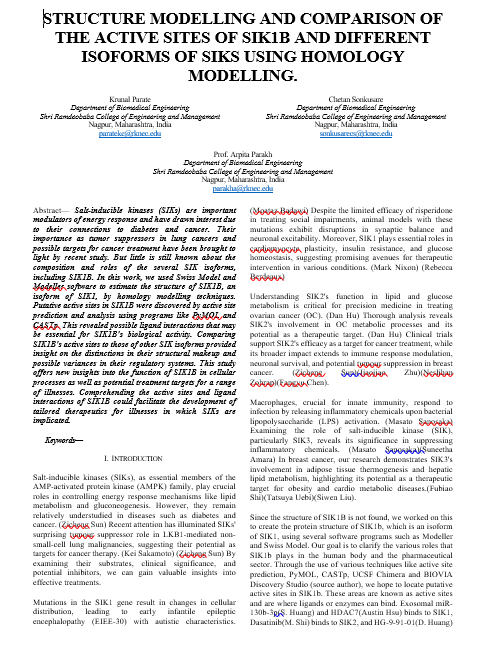 STRUCTURE MODELLING AND COMPARISON OF
THE ACTIVE SITES OF SIK1B AND DIFFERENT
ISOFORMS OF SIKS USING HOMOLOGY
MODELLING.
Krunal Parate
Department of Biomedical Engineering
Shri Ramdeobaba College of Engineering and Management
Nagpur, Maharashtra, India
parateke@rknec.edu
Chetan Sonkusare
Department of Biomedical Engineering
Shri Ramdeobaba College of Engineering and Management
Nagpur, Maharashtra, India
sonkusarecs@rknec.edu
Prof. Arpita Parakh
Department of Biomedical Engineering
Shri Ramdeobaba College of Engineering and Management
Nagpur, Maharashtra, India
parakha@rknec.edu
Abstract— Salt-inducible kinases (SIKs) are important
modulators of energy response and have drawn interest due
to their connections to diabetes and cancer. Their
importance as tumor suppressors in lung cancers and
possible targets for cancer treatment have been brought to
light by recent study. But little is still known about the
composition and roles of the several SIK isoforms,
including SIK1B. In this work, we used Swiss Model and
Modeller software to estimate the structure of SIK1B, an
isoform of SIK1, by homology modelling techniques.
Putative active sites in SIK1B were discovered by active site
prediction and analysis using programs like PyMOL and
CASTp. This revealed possible ligand interactions that may
be essential for SIK1B's biological activity. Comparing
SIK1B's active sites to those of other SIK isoforms provided
insight on the distinctions in their structural makeup and
possible variances in their regulatory systems. This study
offers new insights into the function of SIK1B in cellular
processes as well as potential treatment targets for a range
of illnesses. Comprehending the active sites and ligand
interactions of SIK1B could facilitate the development of
tailored therapeutics for illnesses in which SIKs are
implicated.
Keywords—
I. INTRODUCTION
Salt-inducible kinases (SIKs), as essential members of the
AMP-activated protein kinase (AMPK) family, play crucial
roles in controlling energy response mechanisms like lipid
metabolism and gluconeogenesis. However, they remain
relatively understudied in diseases such as diabetes and
cancer. (Zicheng Sun) Recent attention has illuminated SIKs'
surprising tumour suppressor role in LKB1-mediated non-
small-cell lung malignancies, suggesting their potential as
targets for cancer therapy. (Kei Sakamoto) (Zicheng Sun) By
examining their substrates, clinical significance, and
potential inhibitors, we can gain valuable insights into
effective treatments.
Mutations in the SIK1 gene result in changes in cellular
distribution, leading to early infantile epileptic
encephalopathy (EIEE-30) with autistic characteristics.
Despite the limited efficacy of risperidone
in treating social impairments, animal models with these
mutations exhibit disruptions in synaptic balance and
neuronal excitability. Moreover, SIK1 plays essential roles in
cardiomyocyte plasticity, insulin resistance, and glucose
homeostasis, suggesting promising avenues for therapeutic
intervention in various conditions. (Mark Nixon) (Rebecca
Berdeaux)
Understanding SIK2's function in lipid and glucose
metabolism is critical for precision medicine in treating
ovarian cancer (OC). (Dan Hu) Thorough analysis reveals
SIK2's involvement in OC metabolic processes and its
potential as a therapeutic target. (Dan Hu) Clinical trials
support SIK2's efficacy as a target for cancer treatment, while
its broader impact extends to immune response modulation,
neuronal survival, and potential tumour suppression in breast
cancer. (Zicheng Sun)(Jiaojiao Zhu)(Neslihan
Zohrap)(Fangyu Chen).
Macrophages, crucial for innate immunity, respond to
infection by releasing inflammatory chemicals upon bacterial
lipopolysaccharide (LPS) activation. (Masato Sanosaka)
Examining the role of salt-inducible kinase (SIK),
particularly SIK3, reveals its significance in suppressing
inflammatory chemicals. (Masato Sanosaka)(Suneetha
Amara) In breast cancer, our research demonstrates SIK3's
involvement in adipose tissue thermogenesis and hepatic
lipid metabolism, highlighting its potential as a therapeutic
target for obesity and cardio metabolic diseases.(Fubiao
Shi)(Tatsuya Uebi)(Siwen Liu).
Since the structure of SIK1B is not found, we worked on this
to create the protein structure of SIK1b, which is an isoform
of SIK1, using several software programs such as Modeller
and Swiss Model. Our goal is to clarify the various roles that
SIK1b plays in the human body and the pharmaceutical
sector. Through the use of various techniques like active site
prediction, PyMOL, CASTp, UCSF Chimera and BIOVIA
Discovery Studio (source author), we hope to locate putative
active sites in SIK1b. These areas are known as active sites
and are where ligands or enzymes can bind. Exosomal miR-
130b-3p(S. Huang) and HDAC7(Austin Hsu) binds to SIK1,
Dasatinib(M. Shi) binds to SIK2, and HG-9-91-01(D. Huang)